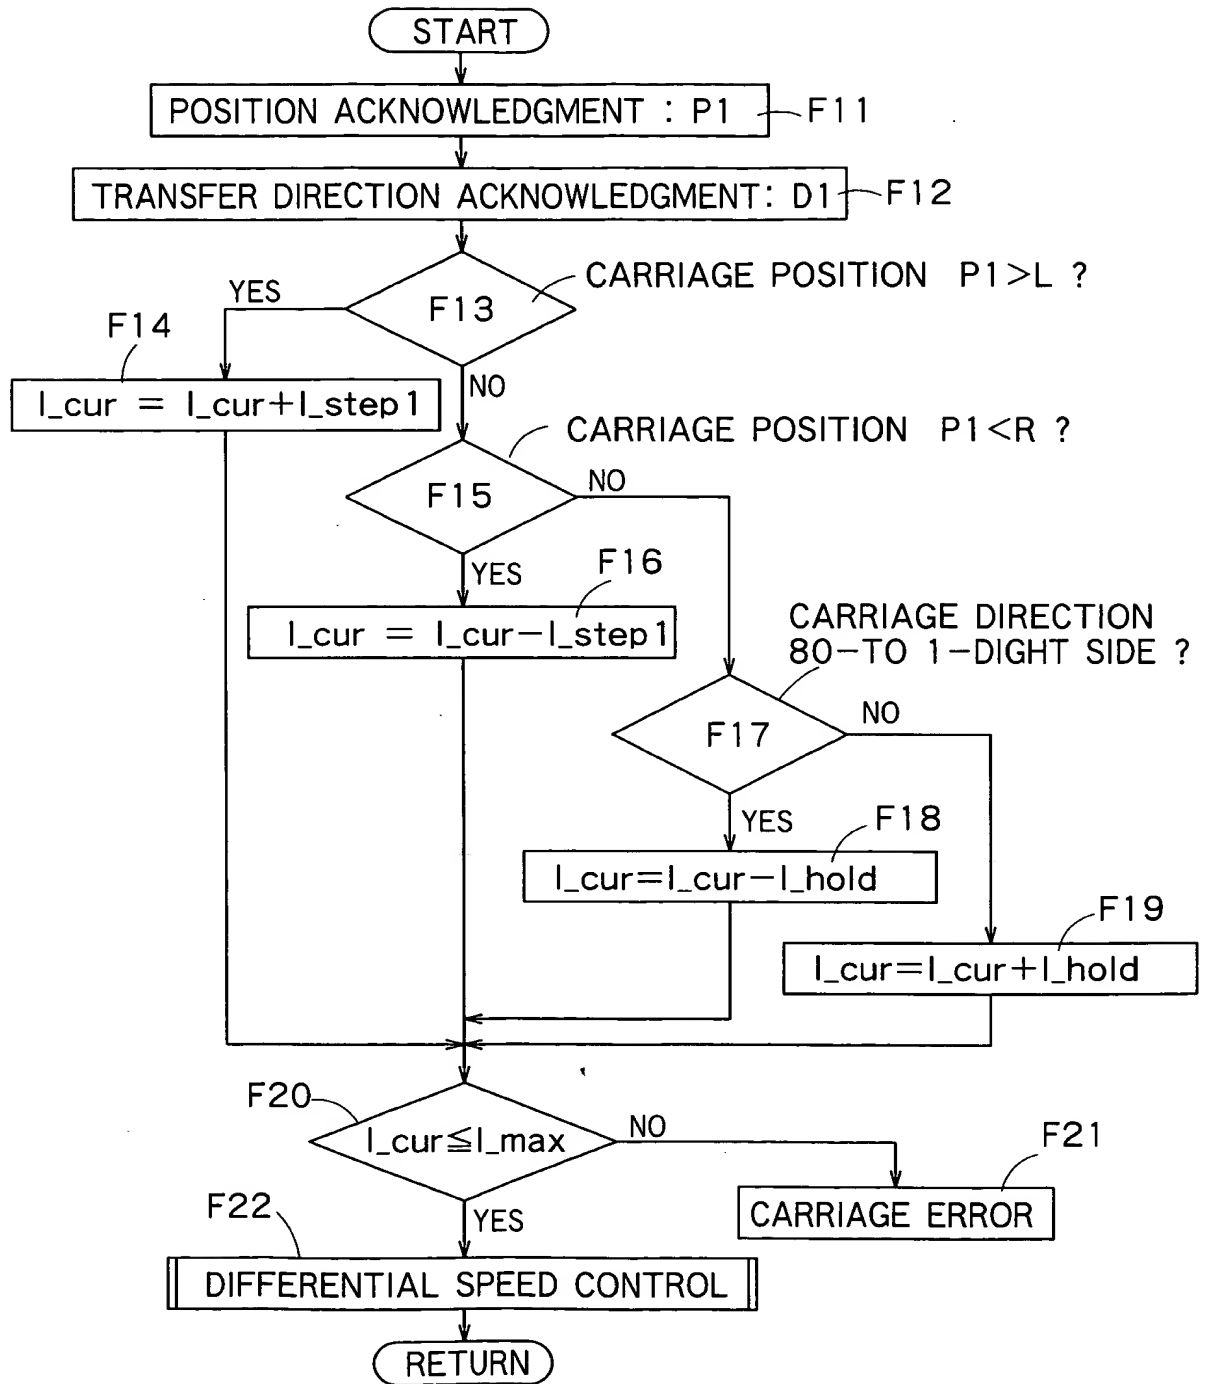 START
POSITION ACKNOWLEDGMENT : P1
F11
TRANSFER DIRECTION ACKNOWLEDGMENT: D1
F12
CARRIAGE POSITION P1>L ?
YES
F13
F14
NO
I_cur = I_cur+I_step1
CARRIAGE POSITION P1<R ?
F15
NO
YES
F16
I_cur = I_cur-I_step1
CARRIAGE DIRECTION
80-TO 1-DIGHT SIDE ?
F17
NO
YES
F18
I_cur=I_cur-I_hold
F19
I_cur=I_cur+I_hold
F20
I_cur≦I_max
NO
F21
CARRIAGE ERROR
YES
F22
DIFFERENTIAL SPEED CONTROL
RETURN